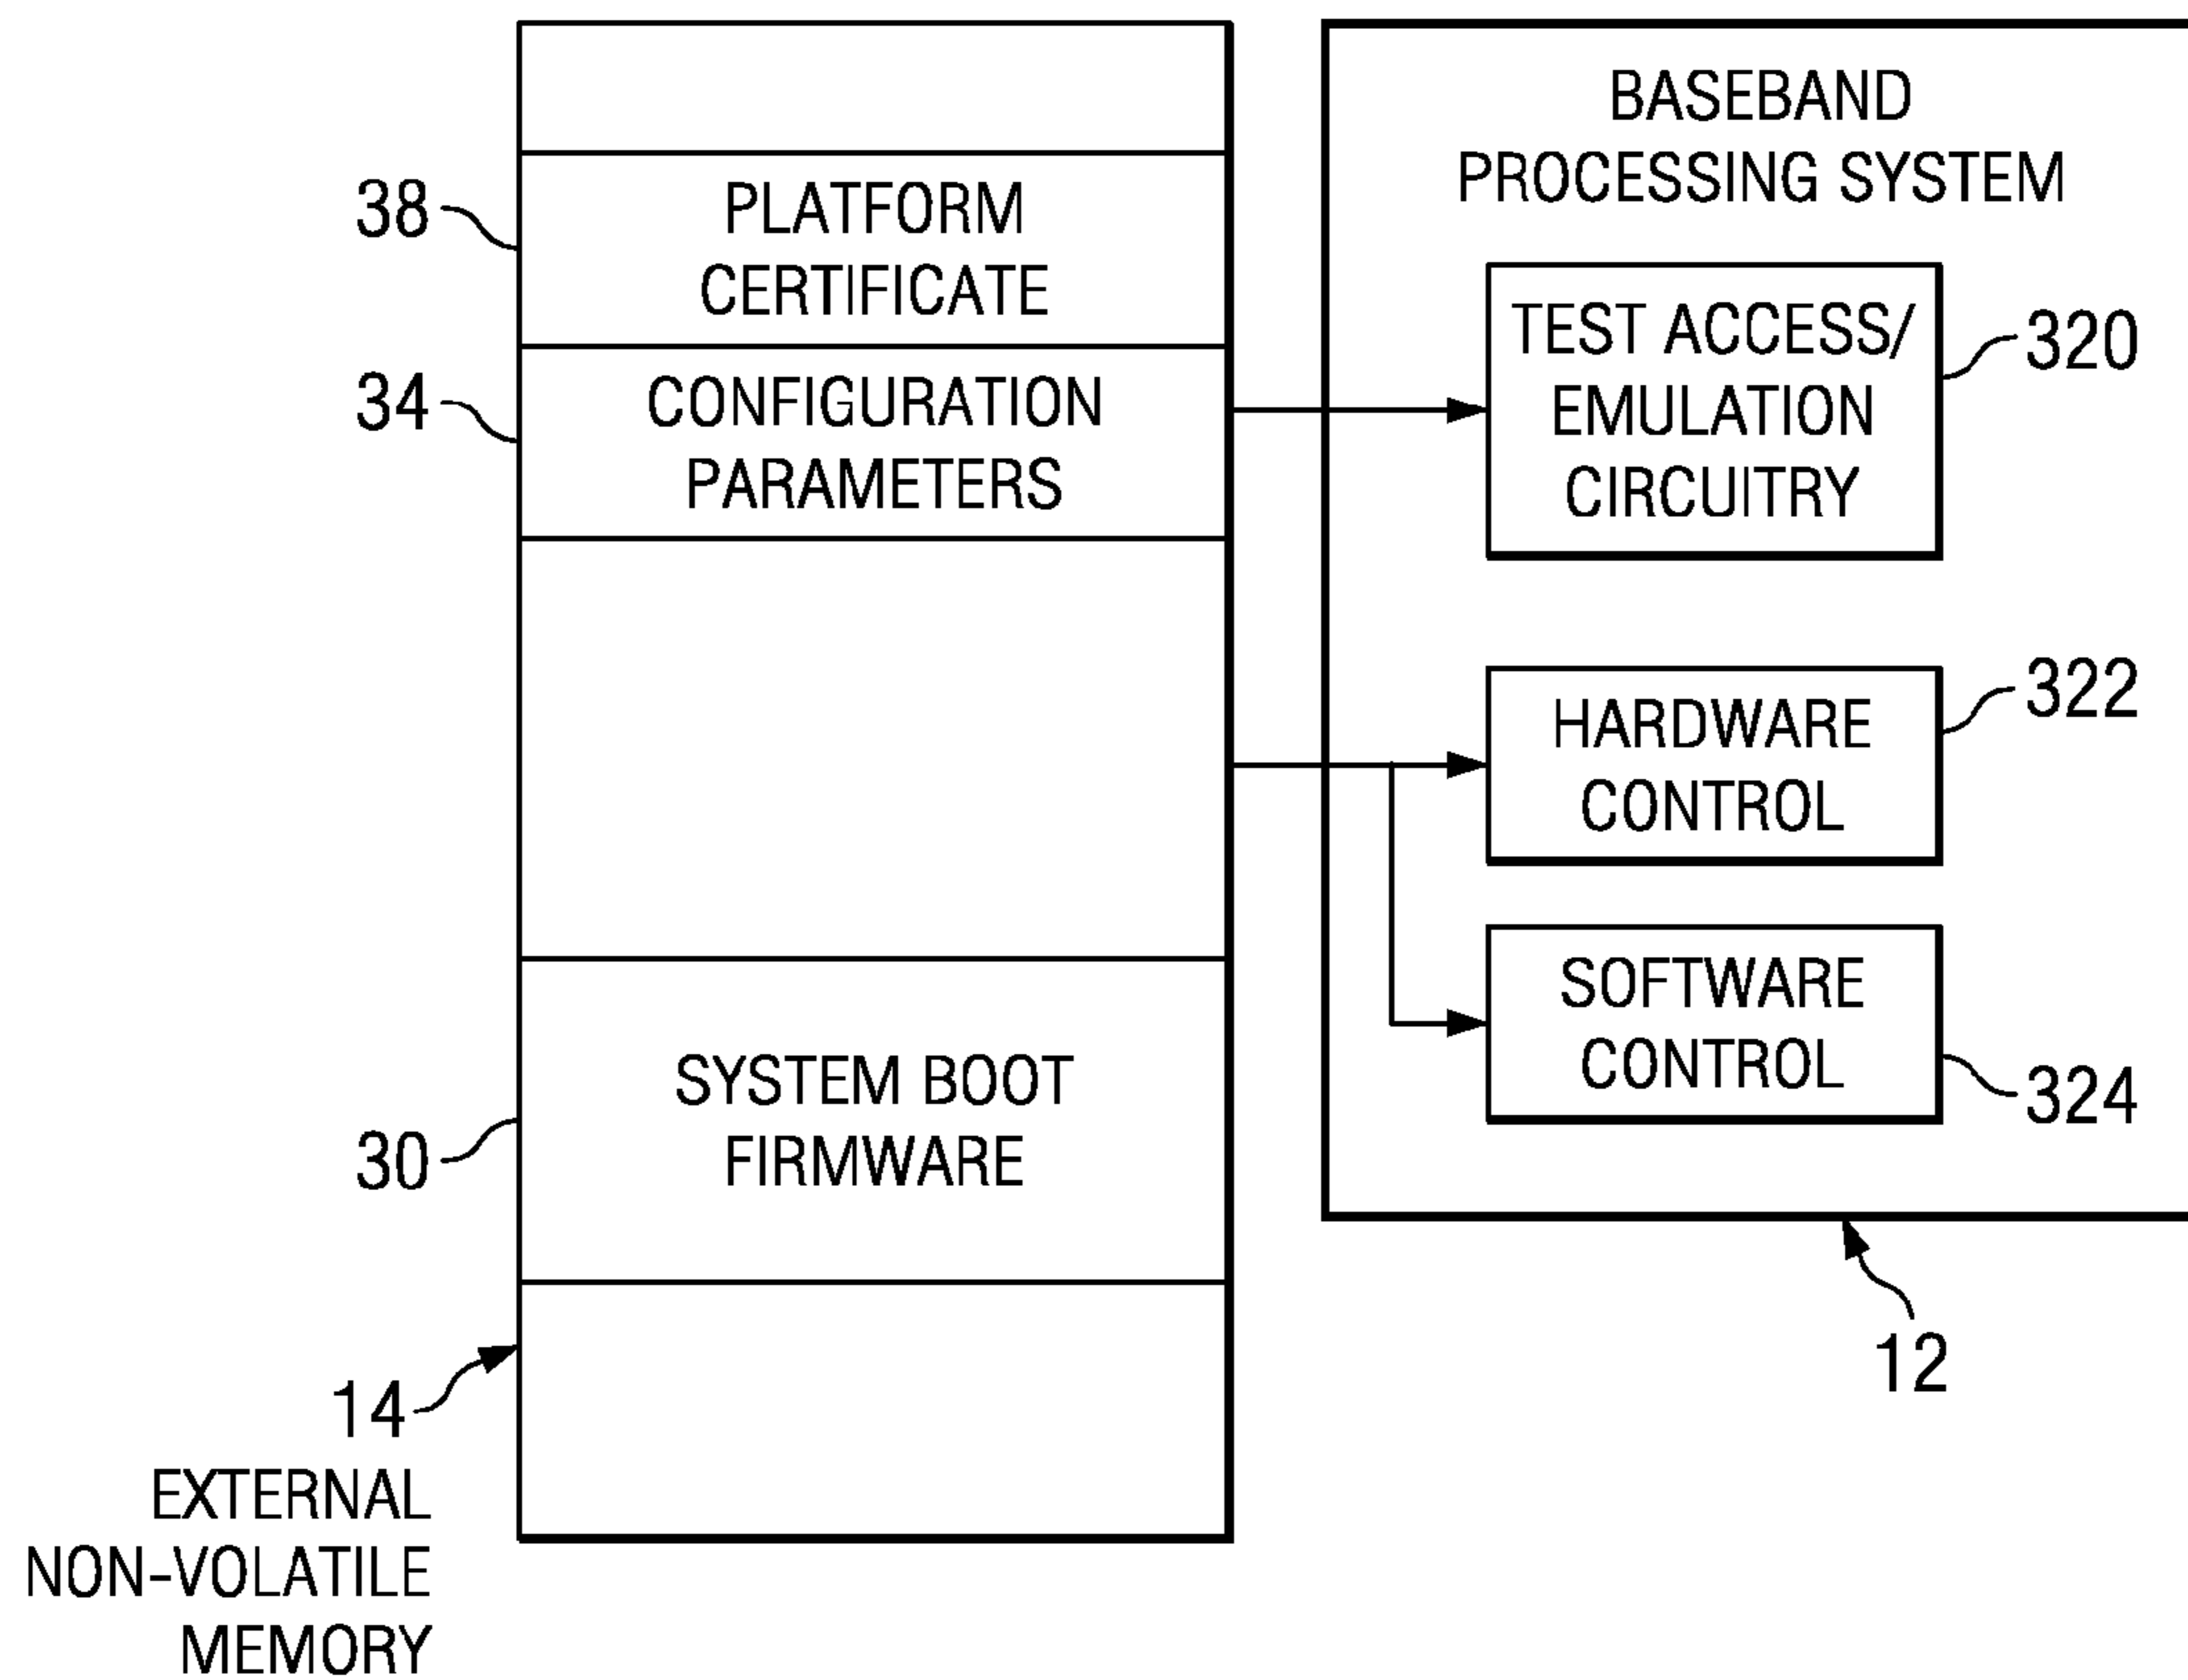 38
PLATFORM
CERTIFICATE
34
CONFIGURATION
PARAMETERS
30
SYSTEM BOOT
FIRMWARE
14
EXTERNAL
NON-VOLATILE
MEMORY
BASEBAND
PROCESSING SYSTEM
TEST ACCESS/
EMULATION
CIRCUITRY
320
HARDWARE
CONTROL
322
SOFTWARE
CONTROL
324
12